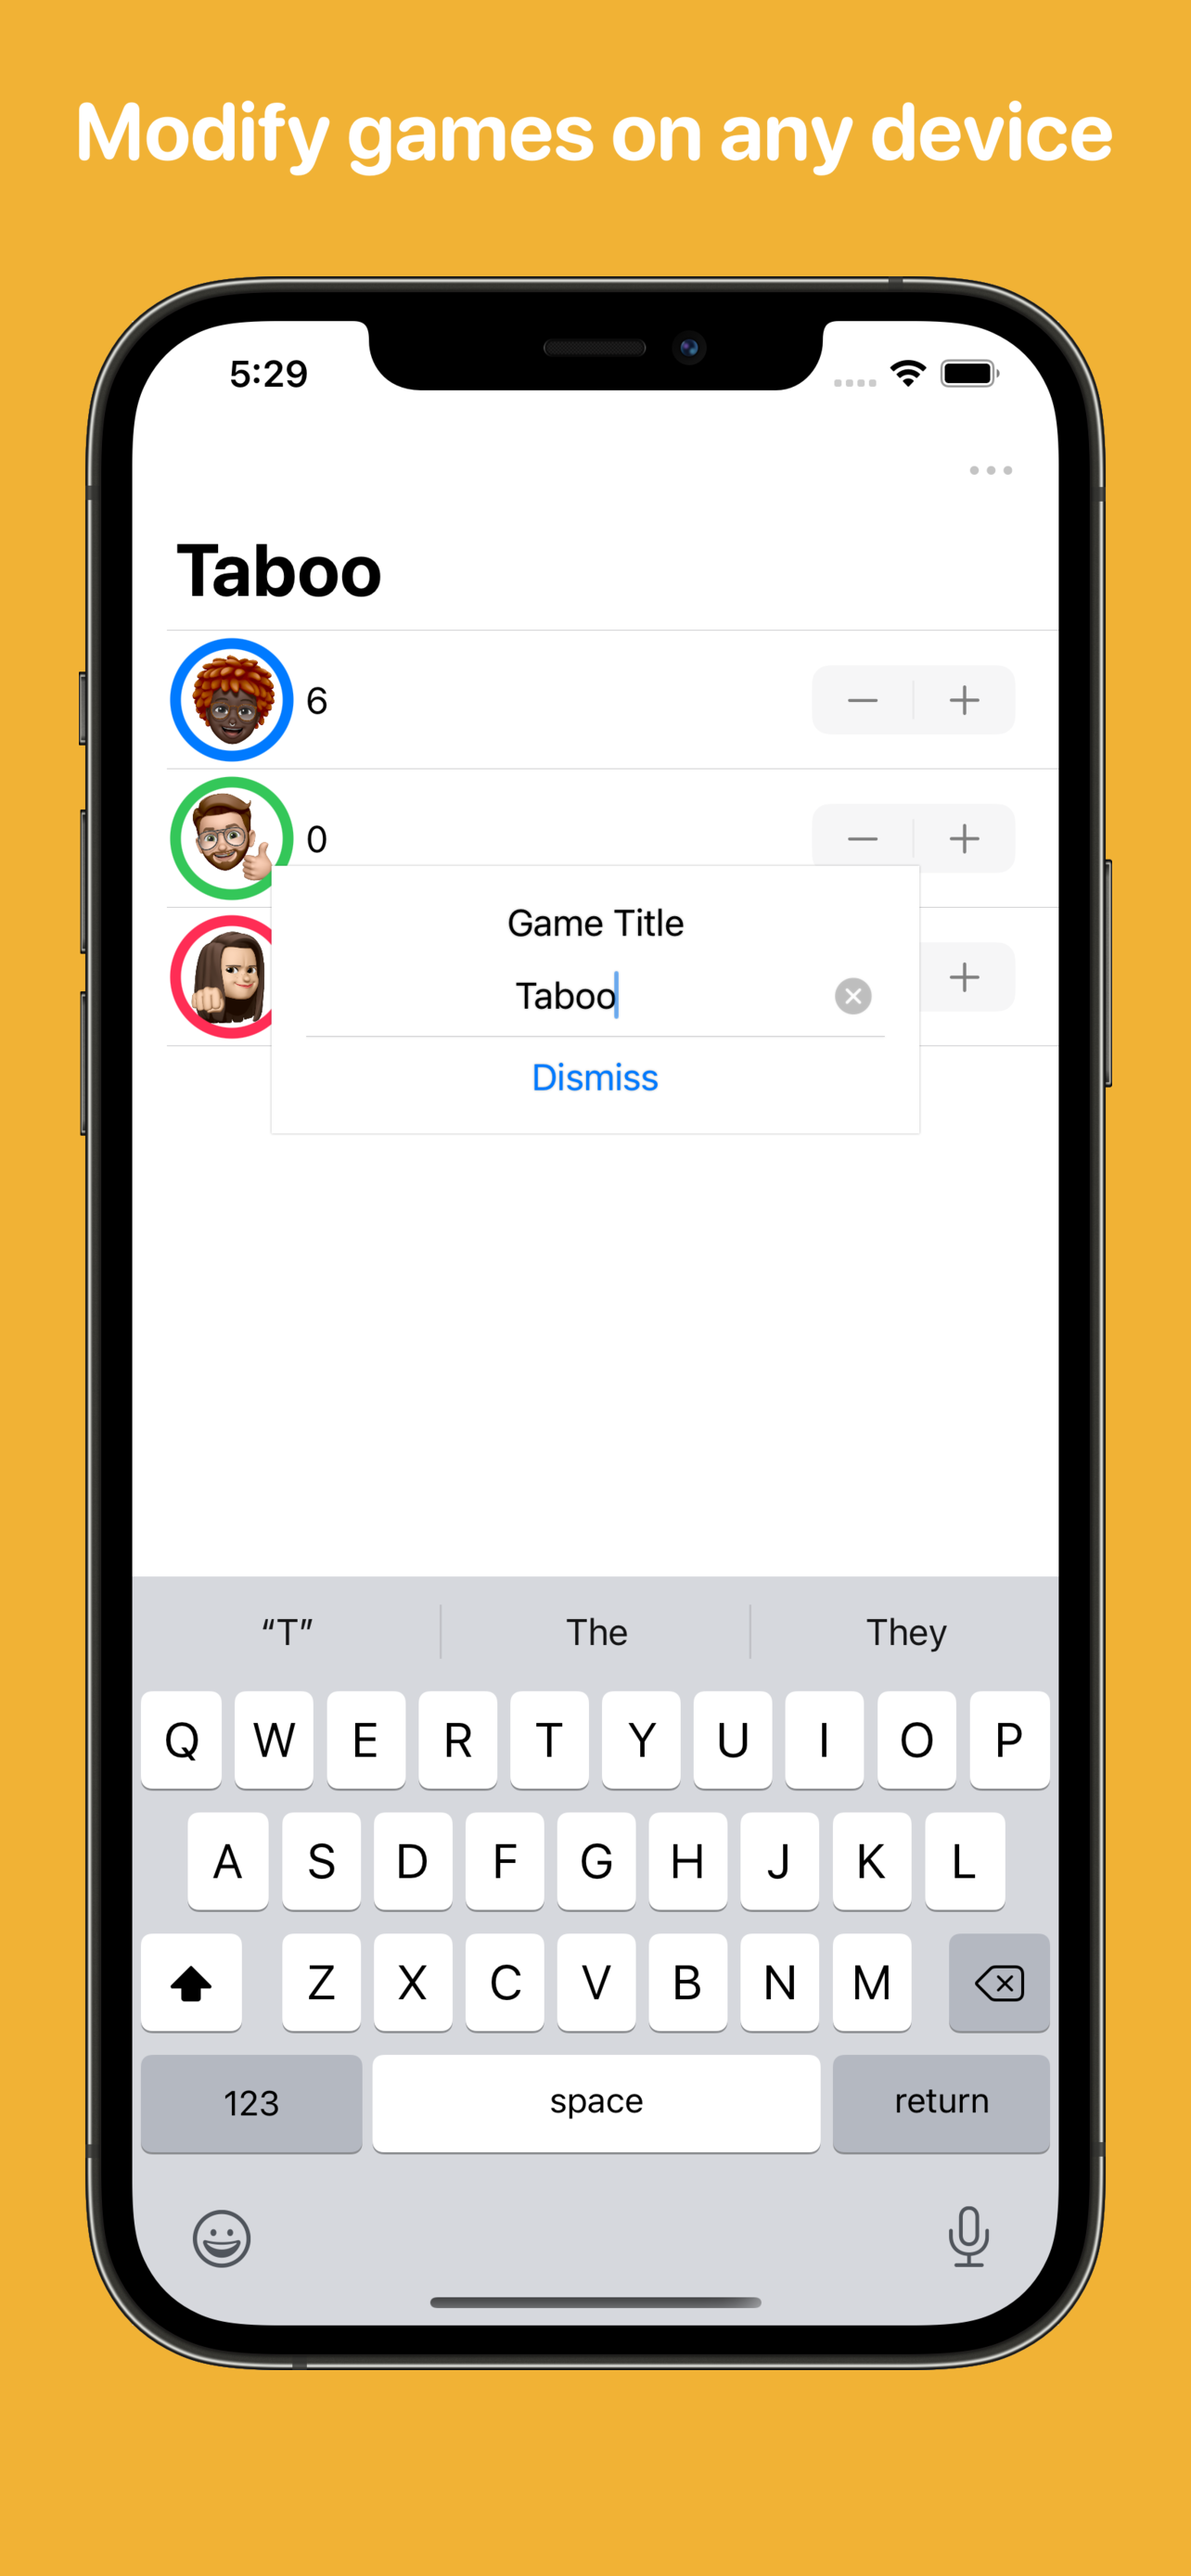 Modify games on any device
5:29
Taboo
6
0
Game Title
Taboo
Dismiss
“T” The They
Q W E R T Y U I O P
A S D F G H J K L
Z X C V B N M
123 space return